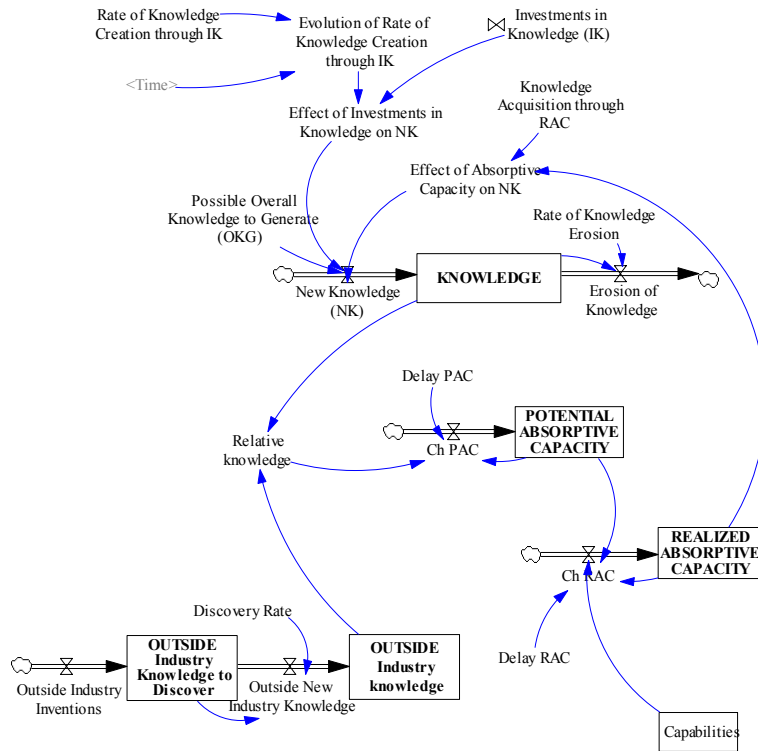 Rate of Knowledge
Creation through IK
Evolution of Rate of
Knowledge Creation
through IK
Investments in
Knowledge (IK)
<Time>
Effect of Investments in
Knowledge on NK
Knowledge
Acquisition through
RAC
Effect of Absorptive
Capacity on NK
Possible Overall
Knowledge to Generate
(OKG)
Rate of Knowledge
Erosion
KNOWLEDGE
New Knowledge
(NK)
Erosion of
Knowledge
Delay PAC
POTENTIAL
ABSORPTIVE
CAPACITY
Ch PAC
Relative
knowledge
REALIZED
ABSORPTIVE
CAPACITY
Ch RAC
Discovery Rate
Delay RAC
OUTSIDE
Industry
Knowledge to
Discover
OUTSIDE
Industry
knowledge
Outside Industry
Inventions
Outside New
Industry Knowledge
Capabilities